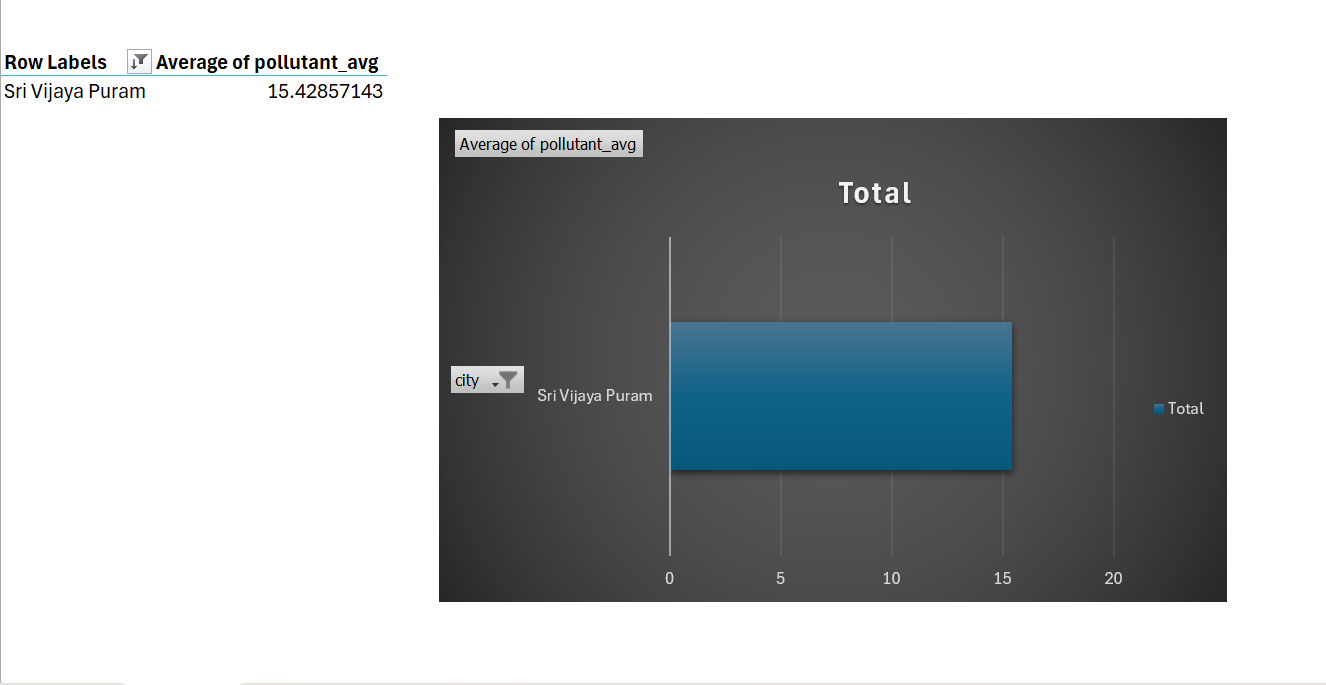 Row Labels Average of pollutant_avg
Sri Vijaya Puram 15.42857143
Average of pollutant_avg
Total
city
Sri Vijaya Puram
Total
0 5 10 15 20